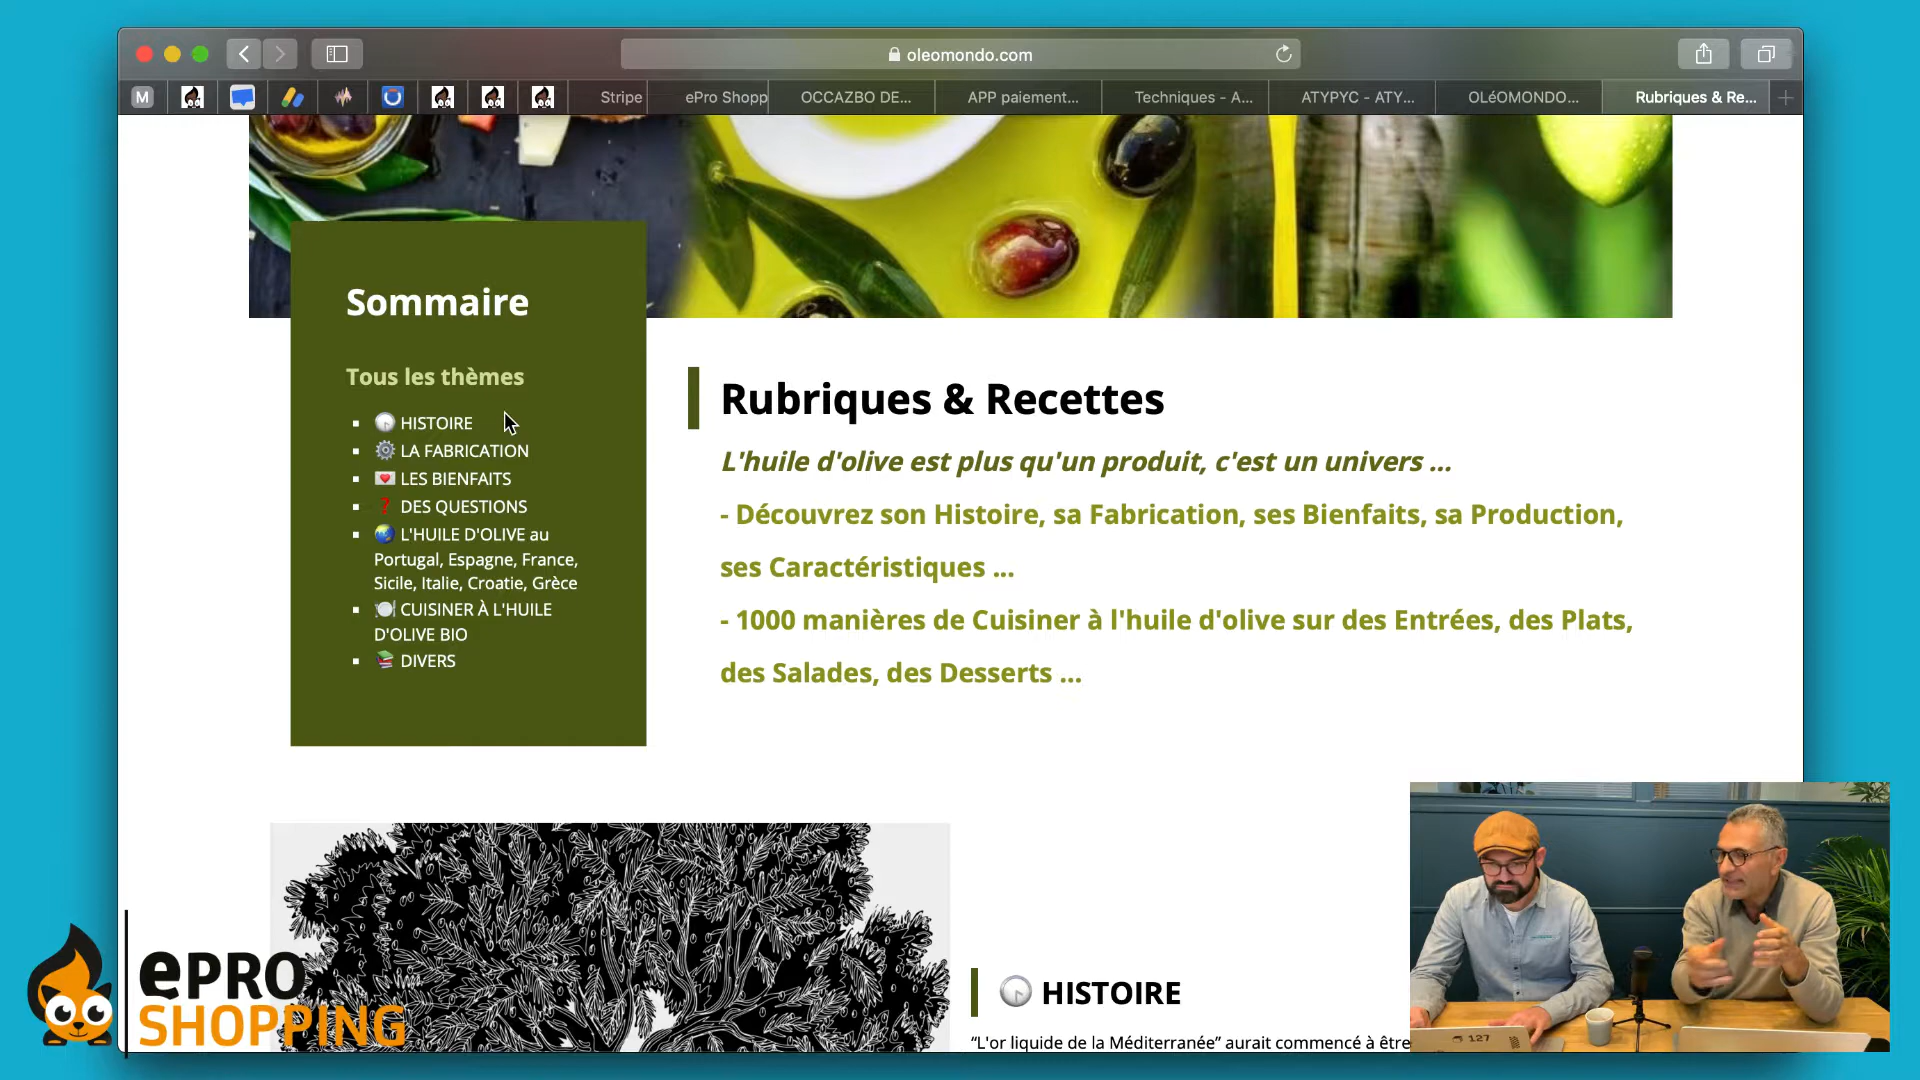 oleomondo.com
M
Stripe
ePro Shopp
OCCAZBO DE...
APP paiement...
Techniques - A...
ATYPYC - ATY...
OLéOMONDO...
Rubriques & Re...
Sommaire
Tous les thèmes
HISTOIRE
LA FABRICATION
LES BIENFAITS
DES QUESTIONS
L'HUILE D'OLIVE au
Portugal, Espagne, France,
Sicile, Italie, Croatie, Grèce
CUISINER À L'HUILE
D'OLIVE BIO
DIVERS
Rubriques & Recettes
L'huile d'olive est plus qu'un produit, c'est un univers ...
- Découvrez son Histoire, sa Fabrication, ses Bienfaits, sa Production,
ses Caractéristiques ...
- 1000 manières de Cuisiner à l'huile d'olive sur des Entrées, des Plats,
des Salades, des Desserts ...
HISTOIRE
“L'or liquide de la Méditerranée” aurait commencé à être
ePRO
SHOPPING
127